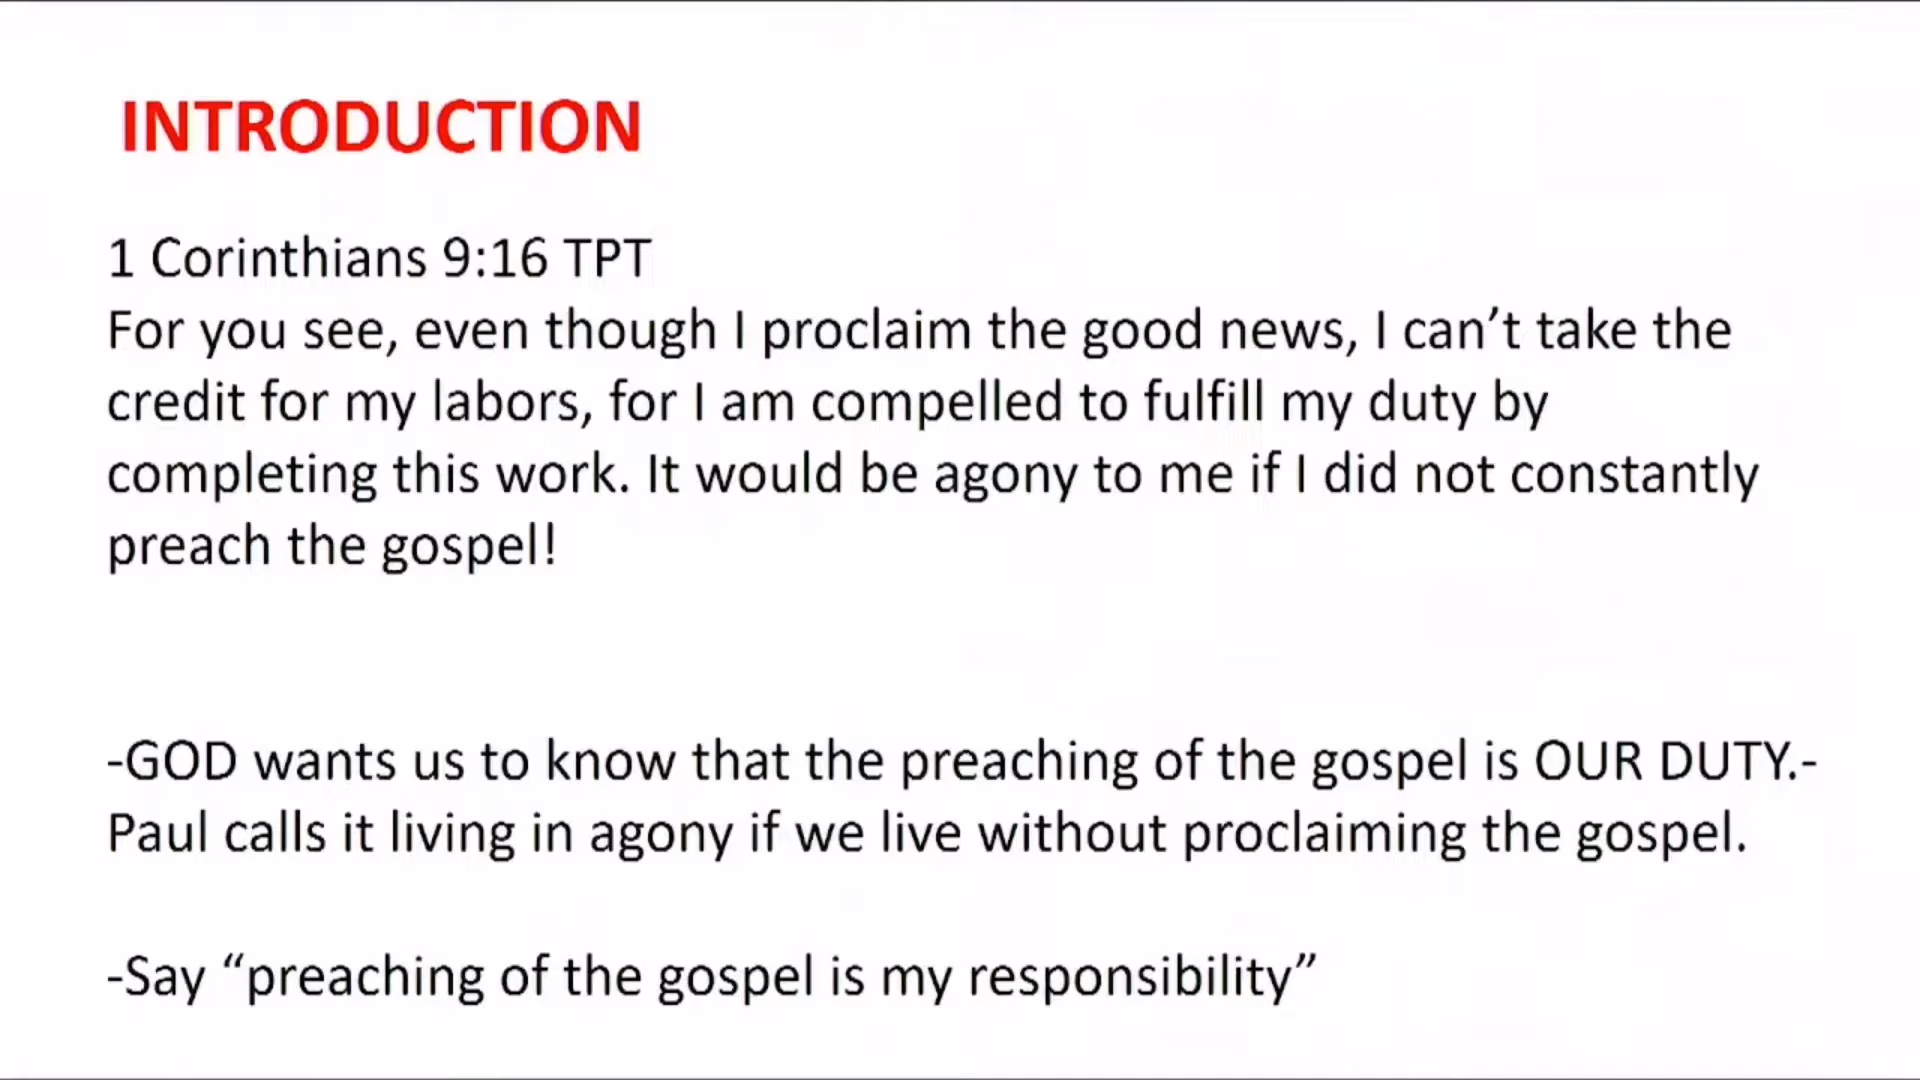 INTRODUCTION
1 Corinthians 9:16 TPT
For you see, even though I proclaim the good news, I can’t take the
credit for my labors, for I am compelled to fulfill my duty by
completing this work. It would be agony to me if I did not constantly
preach the gospel!
-GOD wants us to know that the preaching of the gospel is OUR DUTY.-
Paul calls it living in agony if we live without proclaiming the gospel.
-Say “preaching of the gospel is my responsibility”